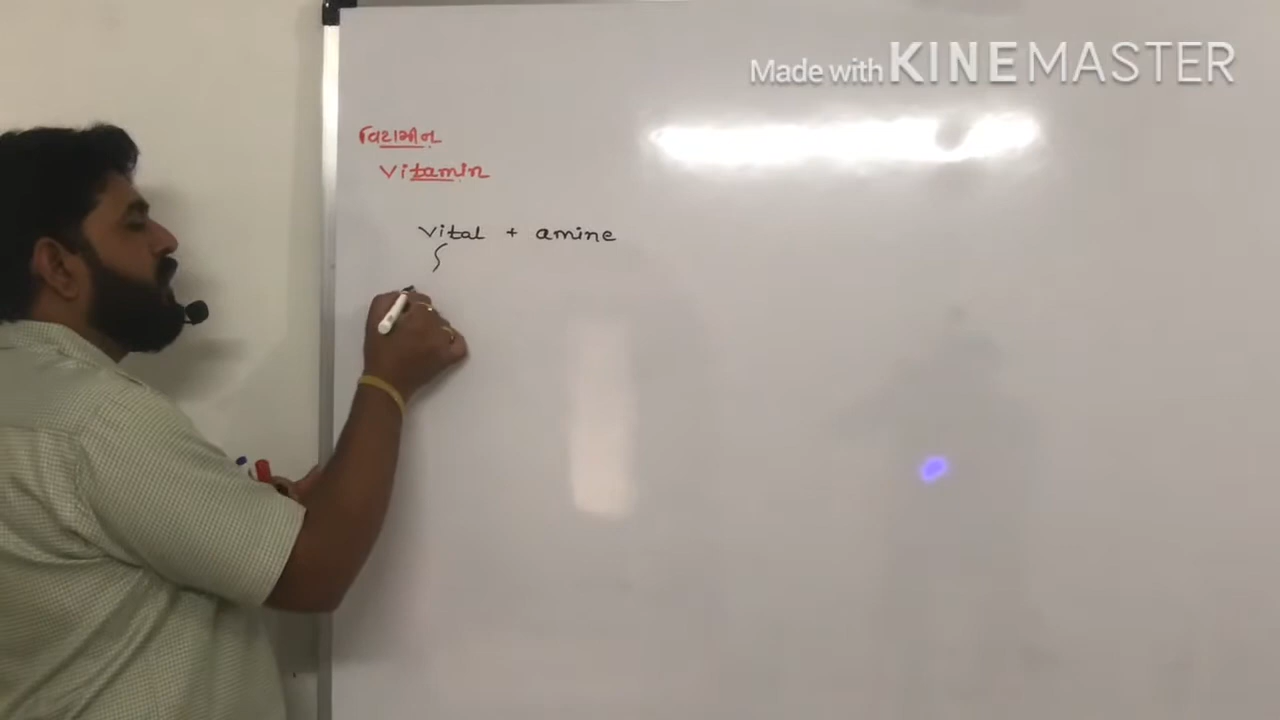 Made with KINEMASTER
વિટામીન
Vitamin
vital + amine